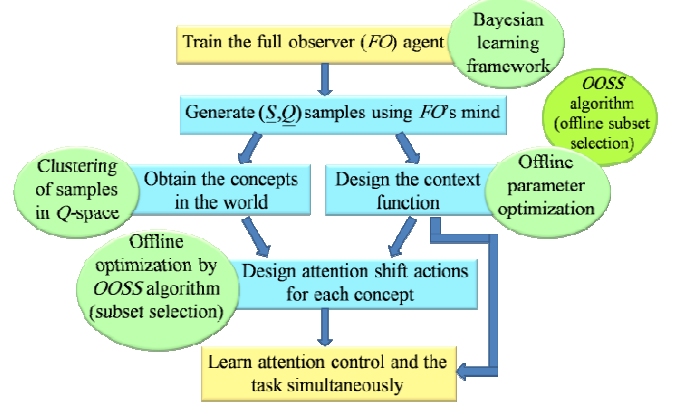 Train the full observer (FO) agent
Bayesian
learning
framework
OOSS
algorithm
(offline subset
selection)
Generate (S,Q) samples using FO's mind
Clustering
of samples
in Q-space
Obtain the concepts
in the world
Design the context
function
Offline
parameter
optimization
Offline
optimization by
OOSS algorithm
(subset selection)
Design attention shift actions
for each concept
Learn attention control and the
task simultaneously